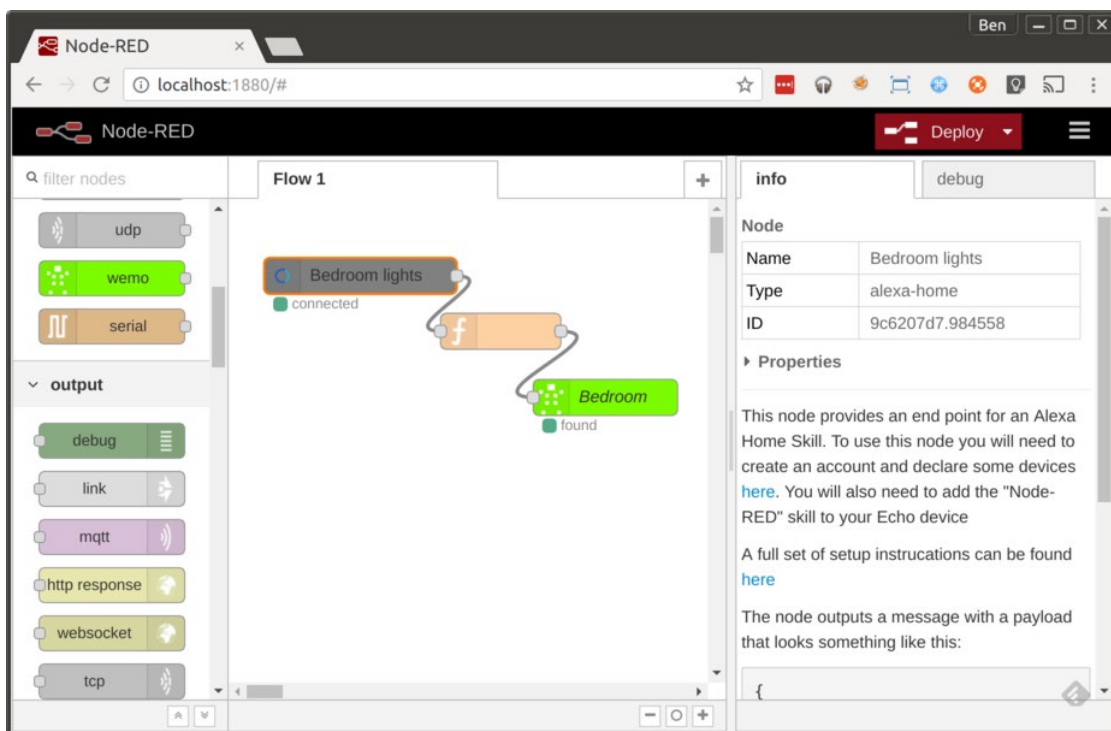 Ben
Node-RED
localhost:1880/#
Node-RED
Deploy
filter nodes
udp
wemo
serial
output
debug
link
mqtt
http response
websocket
tcp
Flow 1
Bedroom lights
connected
f
Bedroom
found
info
debug
Node
Name Bedroom lights
Type alexa-home
ID 9c6207d7.984558
Properties
This node provides an end point for an Alexa
Home Skill. To use this node you will need to
create an account and declare some devices
here. You will also need to add the "Node-
RED" skill to your Echo device
A full set of setup instrucations can be found
here
The node outputs a message with a payload
that looks something like this:
{